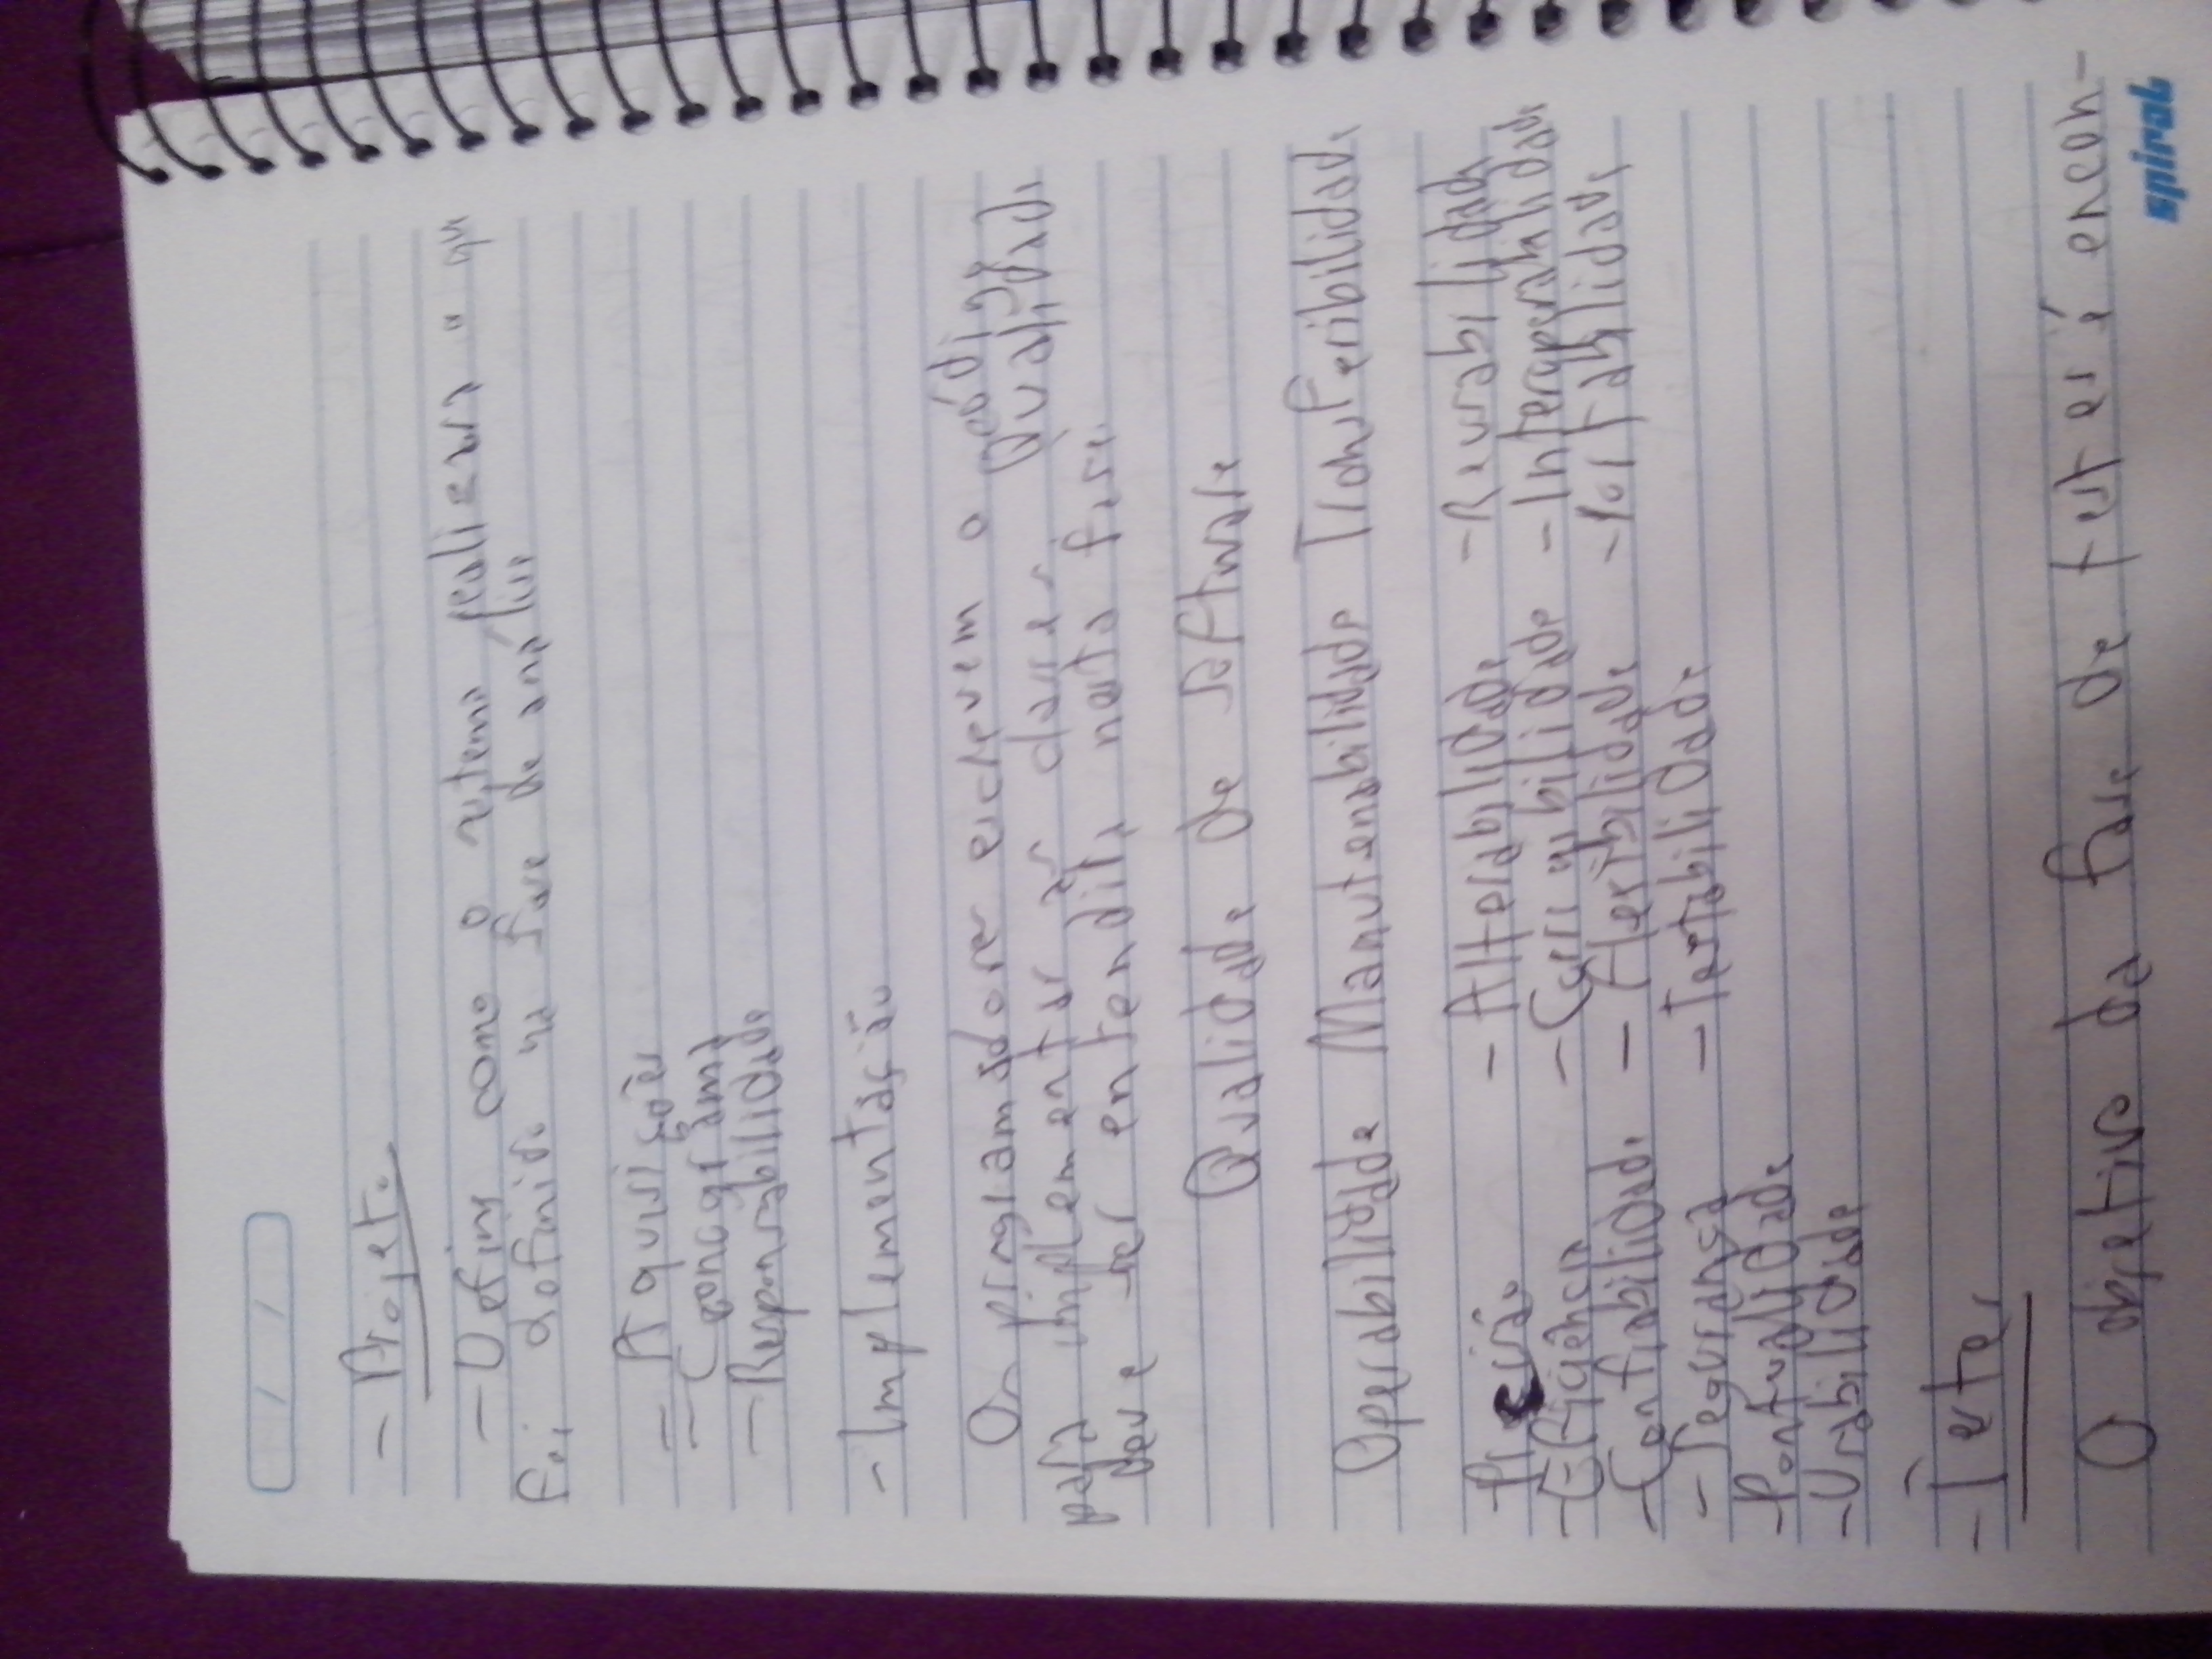 - Projeto
- Define como o sistema realizará o que
foi definido na fase de análise
- Aquisições
- Cronograma
- Responsabilidade
- Implementação
Os programadores escrevem o código
para implementar as classes. Qualidade
deve ser entendida nesta fase
Qualidade de software
Operabilidade Manutenabilidade Transferibilidade
- Precisão - Alterabilidade - Reusabilidade
- Eficiência - Corrigibilidade - Interoperabilidade
- Confiabilidade - Flexibilidade - Portabilidade
- Segurança - Testabilidade
- Pontualidade
- Usabilidade
- Testes
O objetivo da fase de testes é encon-
spiral